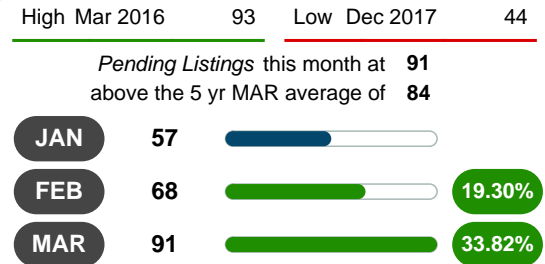 High Mar 2016 93 Low Dec 2017 44
Pending Listings this month at 91
above the 5 yr MAR average of 84
JAN 57
FEB 68 19.30%
MAR 91 33.82%